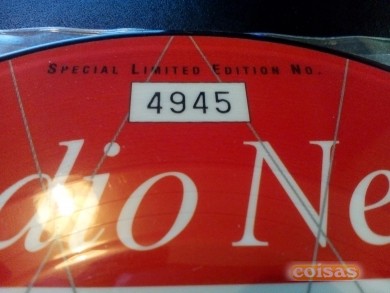 SPECIAL LIMITED EDITION NO.
4945
dio Ne
coisas